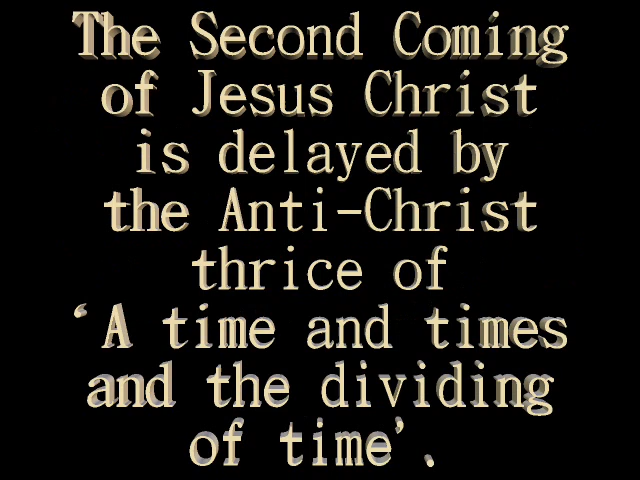 The Second Coming
of Jesus Christ
is delayed by
the Anti-Christ
thrice of
‘A time and times
and the dividing
of time’.